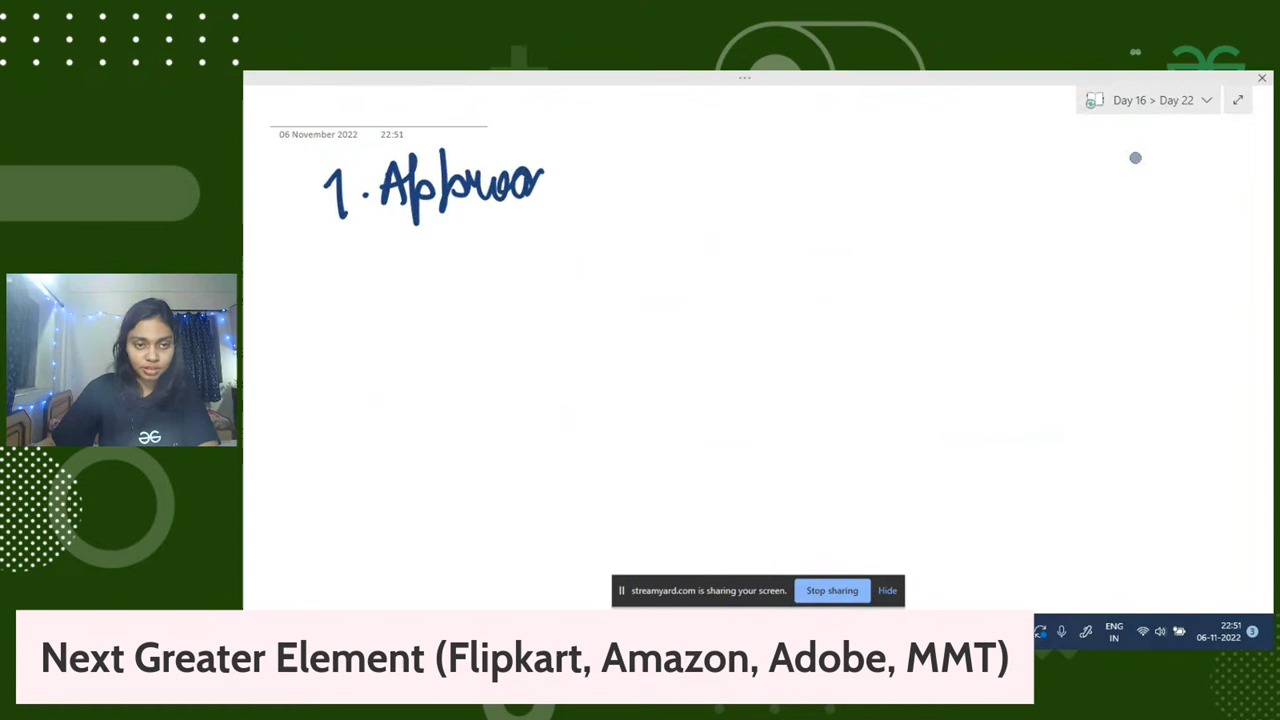 Day 16 > Day 22
06 November 2022 22:51
1. Approa
streamyard.com is sharing your screen. Stop sharing Hide
ENG
IN
22:51
06-11-2022
3
Next Greater Element (Flipkart, Amazon, Adobe, MMT)